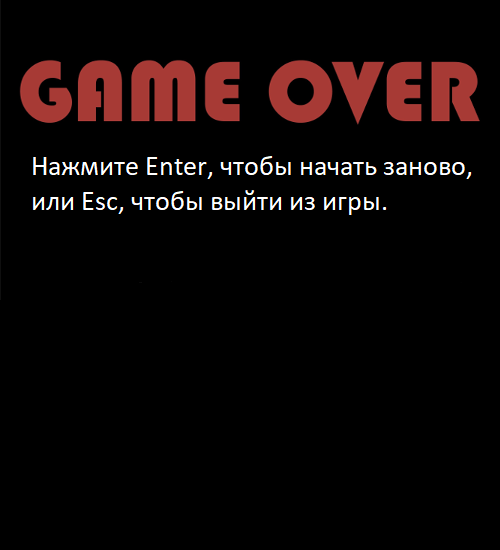 GAME OVER
Нажмите Enter, чтобы начать заново,
или Esc, чтобы выйти из игры.